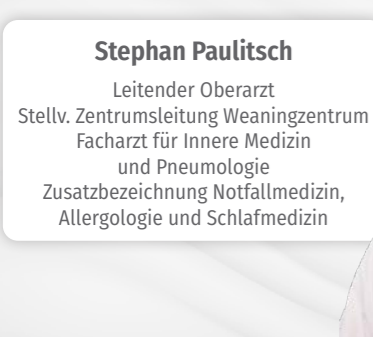 Stephan Paulitsch
Leitender Oberarzt
Stellv. Zentrumsleitung Weaningzentrum
Facharzt für Innere Medizin
und Pneumologie
Zusatzbezeichnung Notfallmedizin,
Allergologie und Schlafmedizin